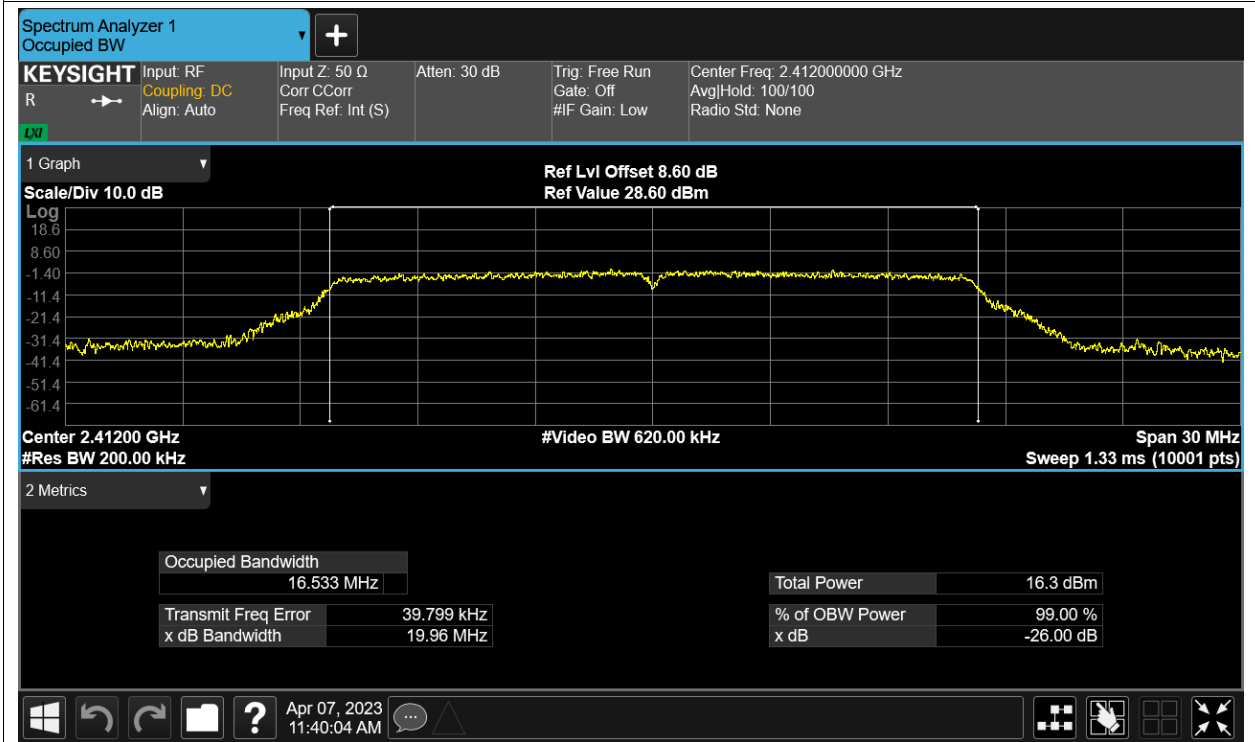 Spectrum Analyzer 1
Occupied BW
KEYSIGHT
R
LXI
Input: RF
Coupling: DC
Align: Auto
Input Z: 50 Ω
Corr CCorr
Freq Ref: Int (S)
Atten: 30 dB
Trig: Free Run
Gate: Off
#IF Gain: Low
Center Freq: 2.412000000 GHz
Avg|Hold: 100/100
Radio Std: None
1 Graph
Scale/Div 10.0 dB
Ref Lvl Offset 8.60 dB
Ref Value 28.60 dBm
Log
18.6
8.60
-1.40
-11.4
-21.4
-31.4
-41.4
-51.4
-61.4
Center 2.41200 GHz
#Video BW 620.00 kHz
Span 30 MHz
#Res BW 200.00 kHz
Sweep 1.33 ms (10001 pts)
2 Metrics
Occupied Bandwidth
16.533 MHz
Total Power 16.3 dBm
Transmit Freq Error 39.799 kHz
% of OBW Power 99.00 %
x dB Bandwidth 19.96 MHz
x dB -26.00 dB
?
Apr 07, 2023
11:40:04 AM